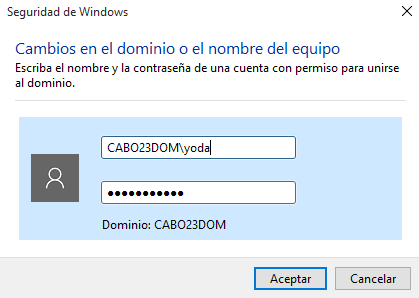 Seguridad de Windows
Cambios en el dominio o el nombre del equipo
Escriba el nombre y la contraseña de una cuenta con permiso para unirse
al dominio.
CABO23DOM\yoda
●●●●●●●●●●●
Dominio: CABO23DOM
Aceptar
Cancelar